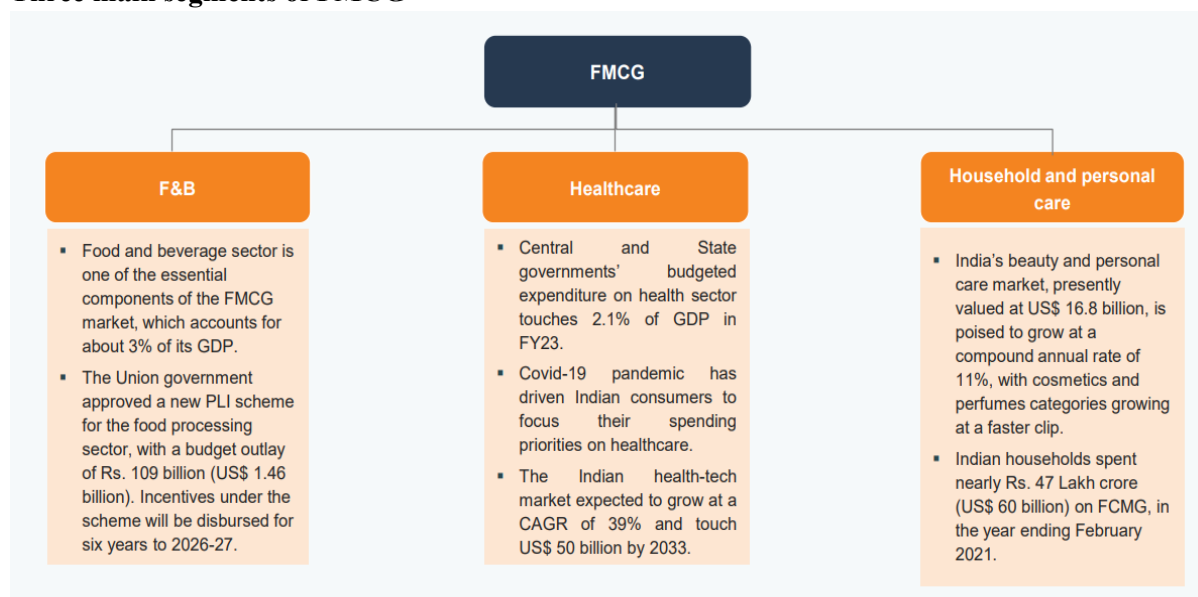 Three main segments of FMCG
FMCG
F&B
Food and beverage sector is
one of the essential
components of the FMCG
market, which accounts for
about 3% of its GDP.
The Union government
approved a new PLI scheme
for the food processing
sector, with a budget outlay
of Rs. 109 billion (US$ 1.46
billion). Incentives under the
scheme will be disbursed for
six years to 2026-27.
Healthcare
Central and State
governments’ budgeted
expenditure on health sector
touches 2.1% of GDP in
FY23.
Covid-19 pandemic has
driven Indian consumers to
focus their spending
priorities on healthcare.
The Indian health-tech
market expected to grow at a
CAGR of 39% and touch
US$ 50 billion by 2033.
Household and personal
care
India’s beauty and personal
care market, presently
valued at US$ 16.8 billion, is
poised to grow at a
compound annual rate of
11%, with cosmetics and
perfumes categories growing
at a faster clip.
Indian households spent
nearly Rs. 47 Lakh crore
(US$ 60 billion) on FCMG, in
the year ending February
2021.